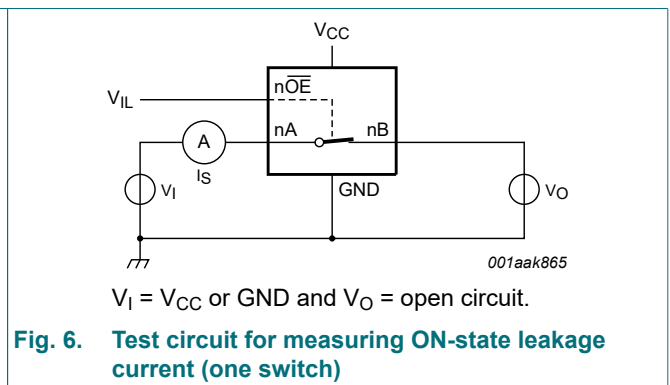 VCC
nOE
VIL
nA
nB
A
IS
VI
GND
VO
001aak865
VI = VCC or GND and VO = open circuit.
Fig. 6. Test circuit for measuring ON-state leakage
current (one switch)